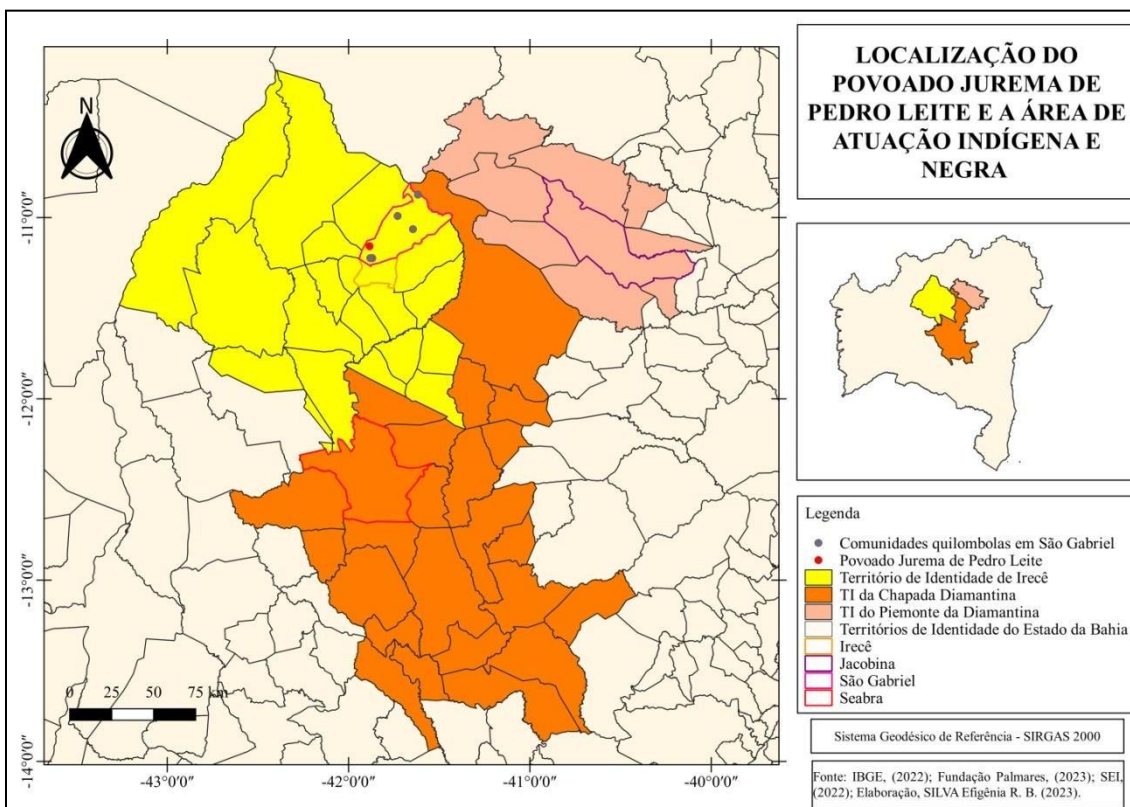 LOCALIZAÇÃO DO
POVOADO JUREMA DE
PEDRO LEITE E A ÁREA DE
ATUAÇÃO INDÍGENA E
NEGRA
-43°0'0"
-42°0'0"
-41°0'0"
-40°0'0"
-11°0'0"
-12°0'0"
-13°0'0"
-14°0'0"
N
0 25 50 75 km
Legenda
Comunidades quilombolas em São Gabriel
Povoado Jurema de Pedro Leite
Território de Identidade de Irecê
TI da Chapada Diamantina
TI do Piemonte da Diamantina
Territórios de Identidade do Estado da Bahia
Irecê
Jacobina
São Gabriel
Seabra
Sistema Geodésico de Referência - SIRGAS 2000
Fonte: IBGE, (2022); Fundação Palmares, (2023); SEI,
(2022); Elaboração, SILVA Efigênia R. B. (2023).